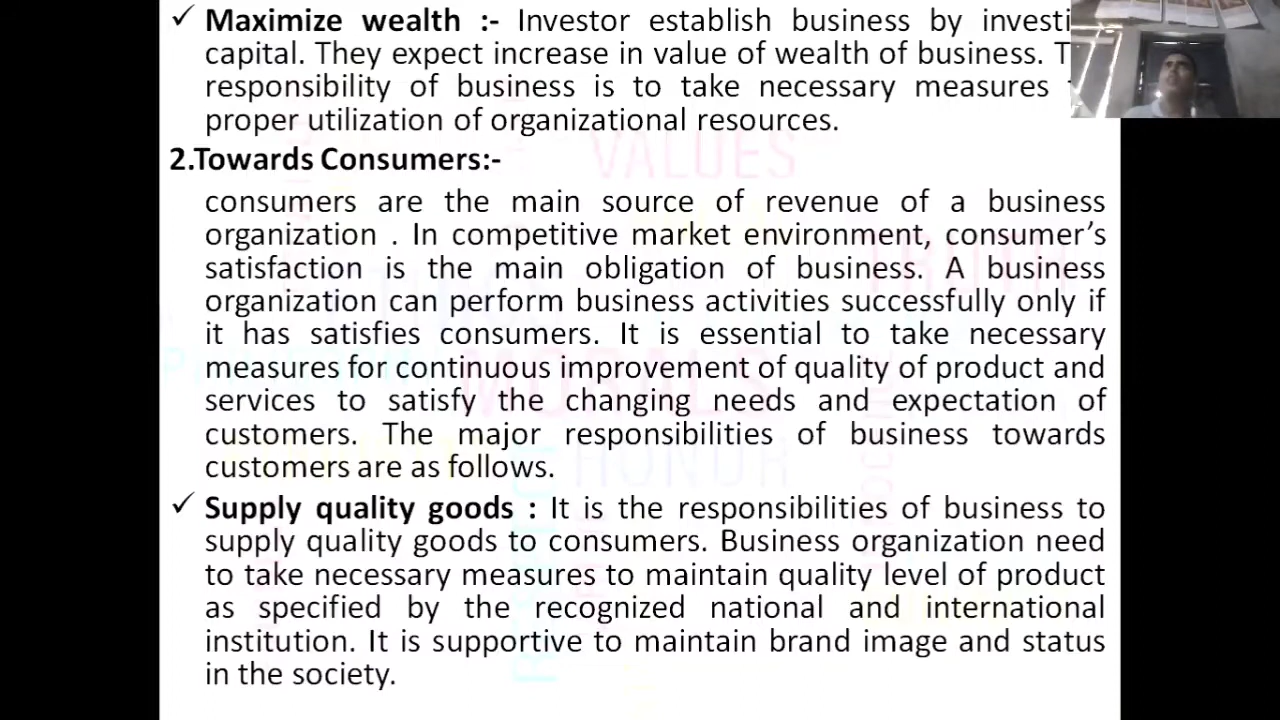 ✓ Maximize wealth :- Investor establish business by
capital. They expect increase in value of wealth of business.
responsibility of business is to take necessary measures
proper utilization of organizational resources.
2.Towards Consumers:-
consumers are the main source of revenue of a business
organization . In competitive market environment, consumer’s
satisfaction is the main obligation of business. A business
organization can perform business activities successfully only if
it has satisfies consumers. It is essential to take necessary
measures for continuous improvement of quality of product and
services to satisfy the changing needs and expectation of
customers. The major responsibilities of business towards
customers are as follows.
✓ Supply quality goods : It is the responsibilities of business to
supply quality goods to consumers. Business organization need
to take necessary measures to maintain quality level of product
as specified by the recognized national and international
institution. It is supportive to maintain brand image and status
in the society.
VALUES
MORALS
HONOR